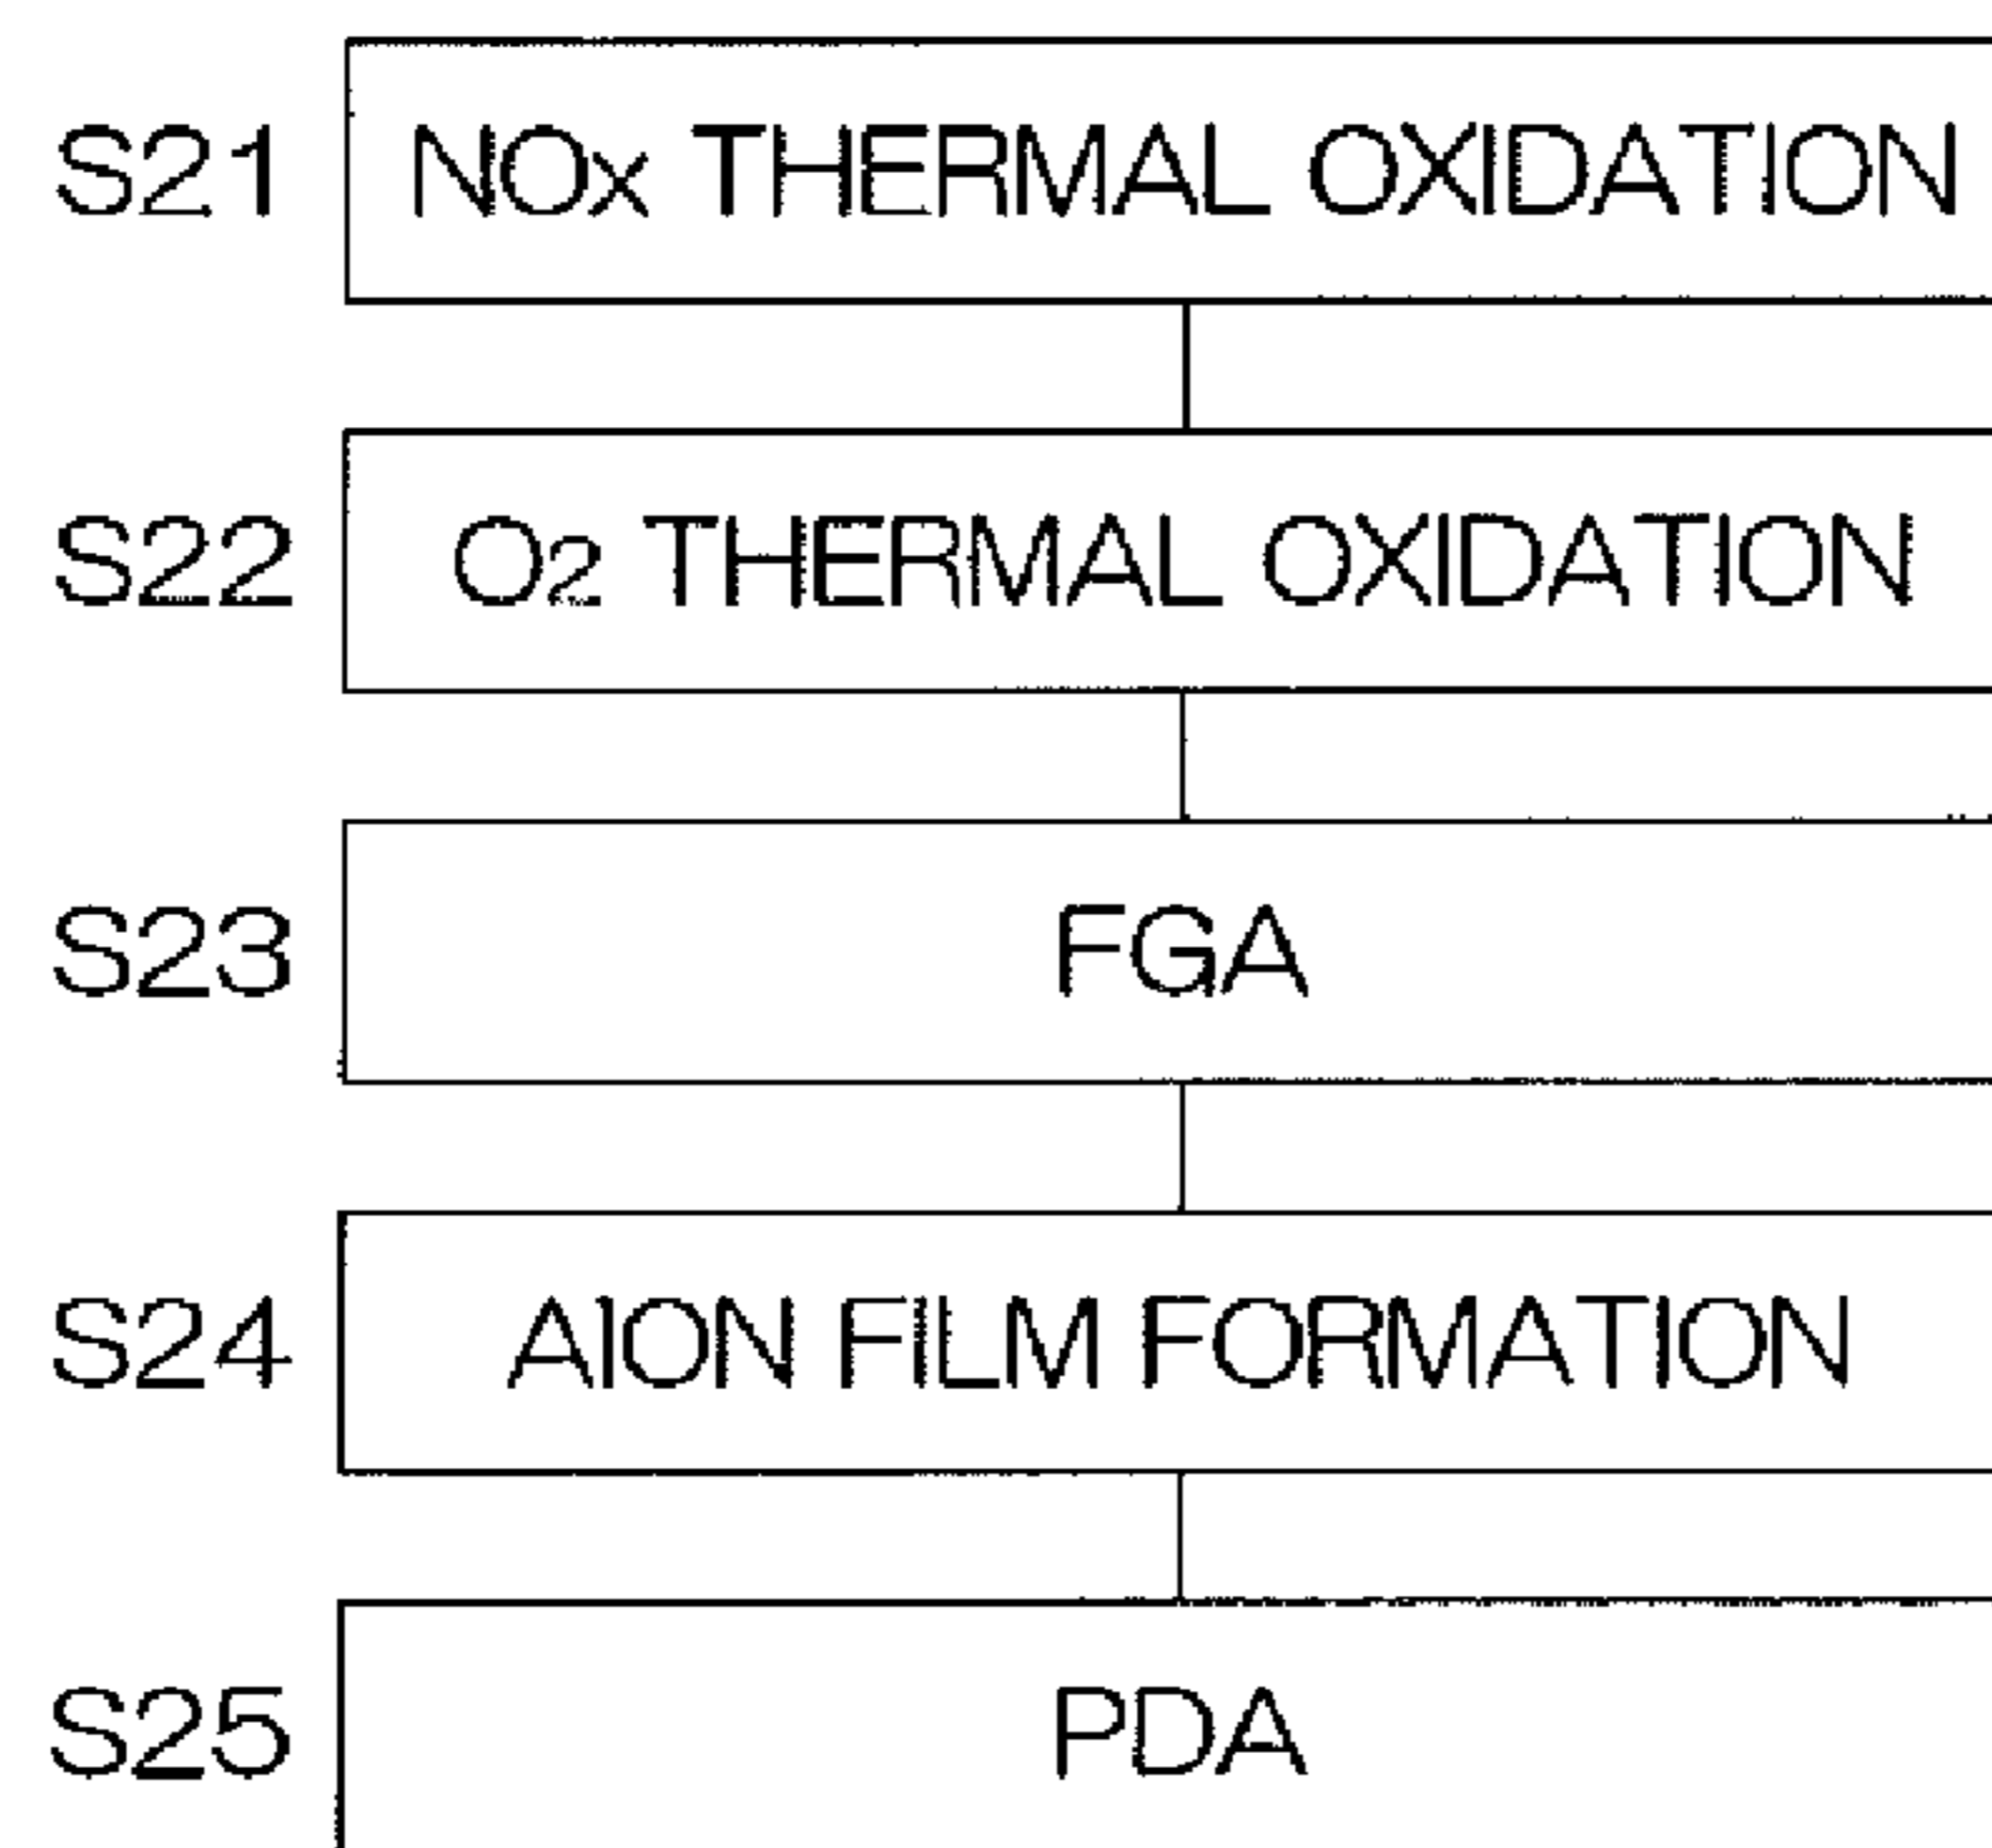 S21 NOx THERMAL OXIDATION
S22 O2 THERMAL OXIDATION
S23 FGA
S24 AlON FILM FORMATION
S25 PDA